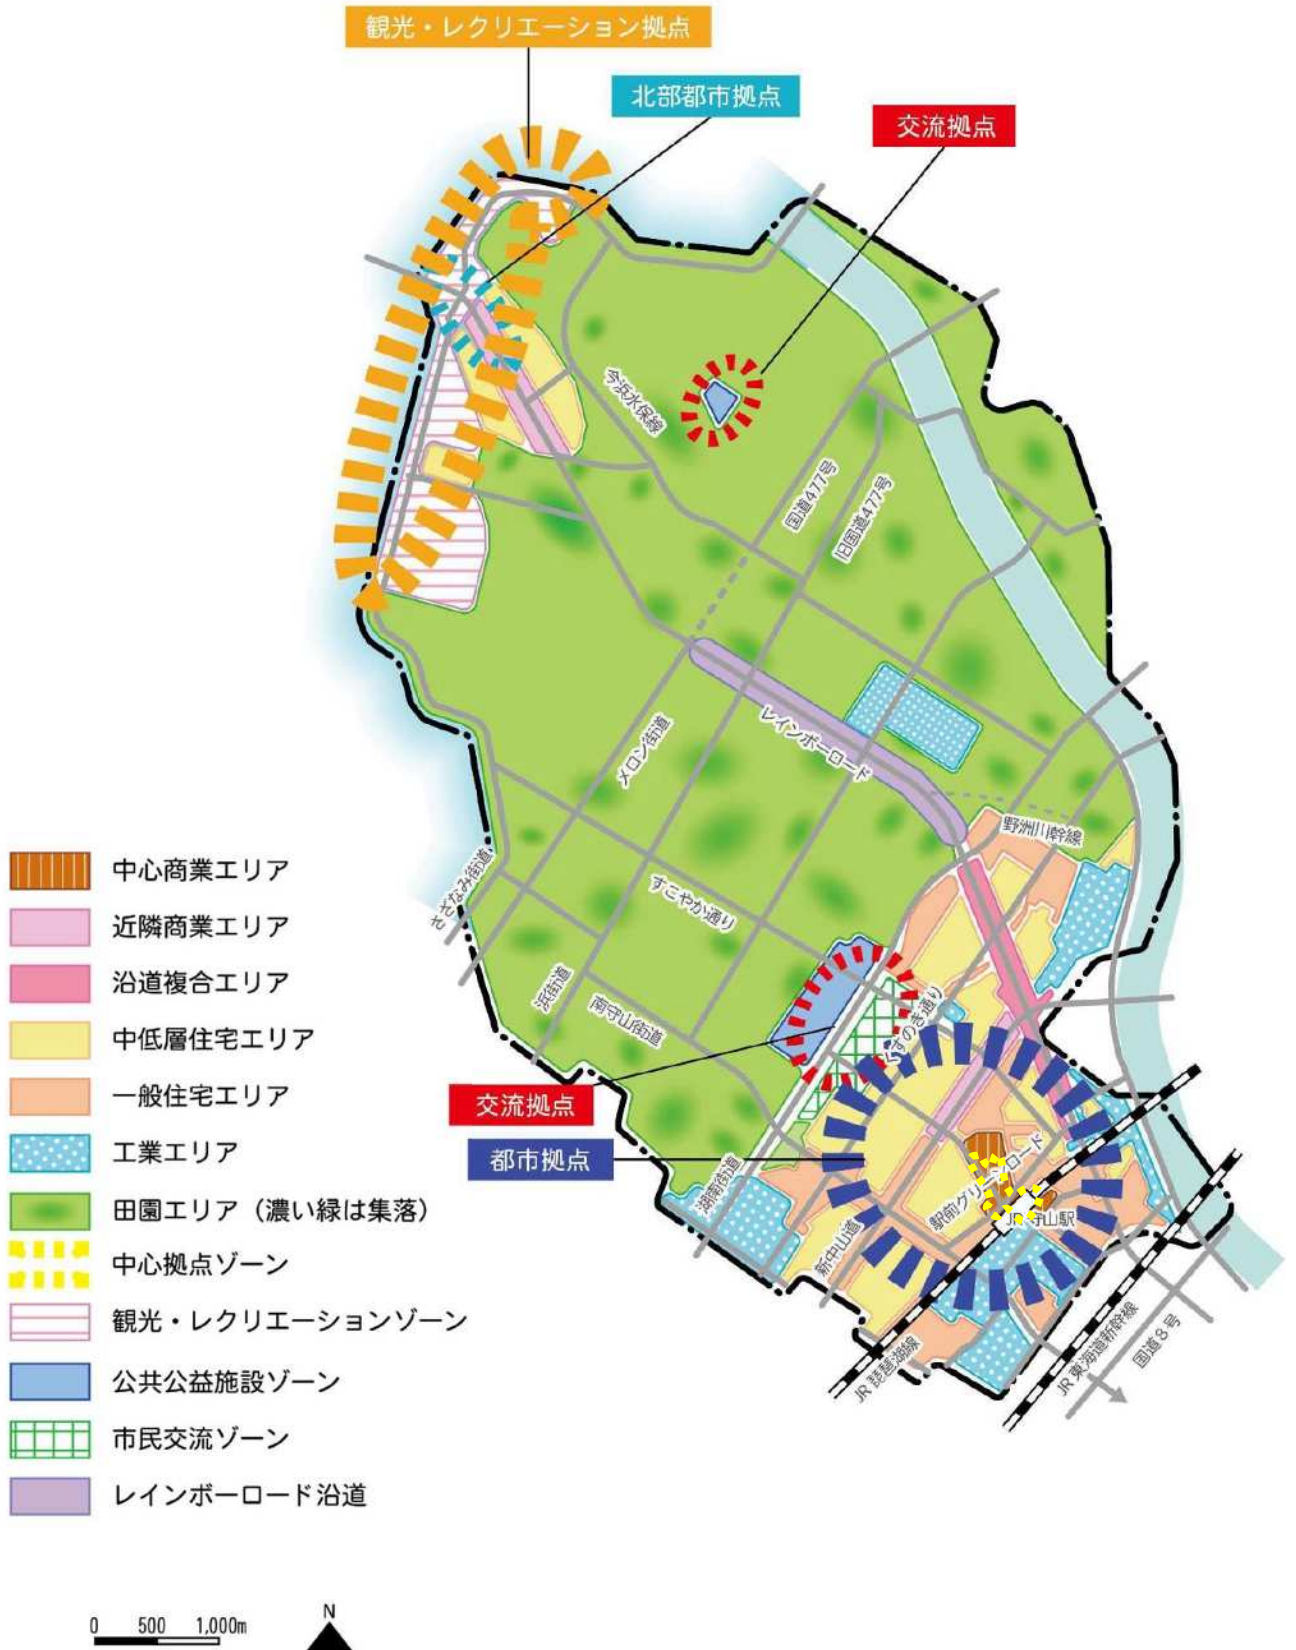 観光・レクリエーション拠点
北部都市拠点
交流拠点
今浜水保線
国道477号
旧国道477号
メロン街道
レインボーロード
野洲川幹線
さざなみ街道
すこやか通り
浜街道
南守山街道
くすのき通り
交流拠点
都市拠点
湖南街道
新中山道
駅前グリーンロード
JR 守山駅
JR 琵琶湖線
JR 東海道新幹線
国道8号
中心商業エリア
近隣商業エリア
沿道複合エリア
中低層住宅エリア
一般住宅エリア
工業エリア
田園エリア（濃い緑は集落）
中心拠点ゾーン
観光・レクリエーションゾーン
公共公益施設ゾーン
市民交流ゾーン
レインボーロード沿道
0 500 1,000m
N